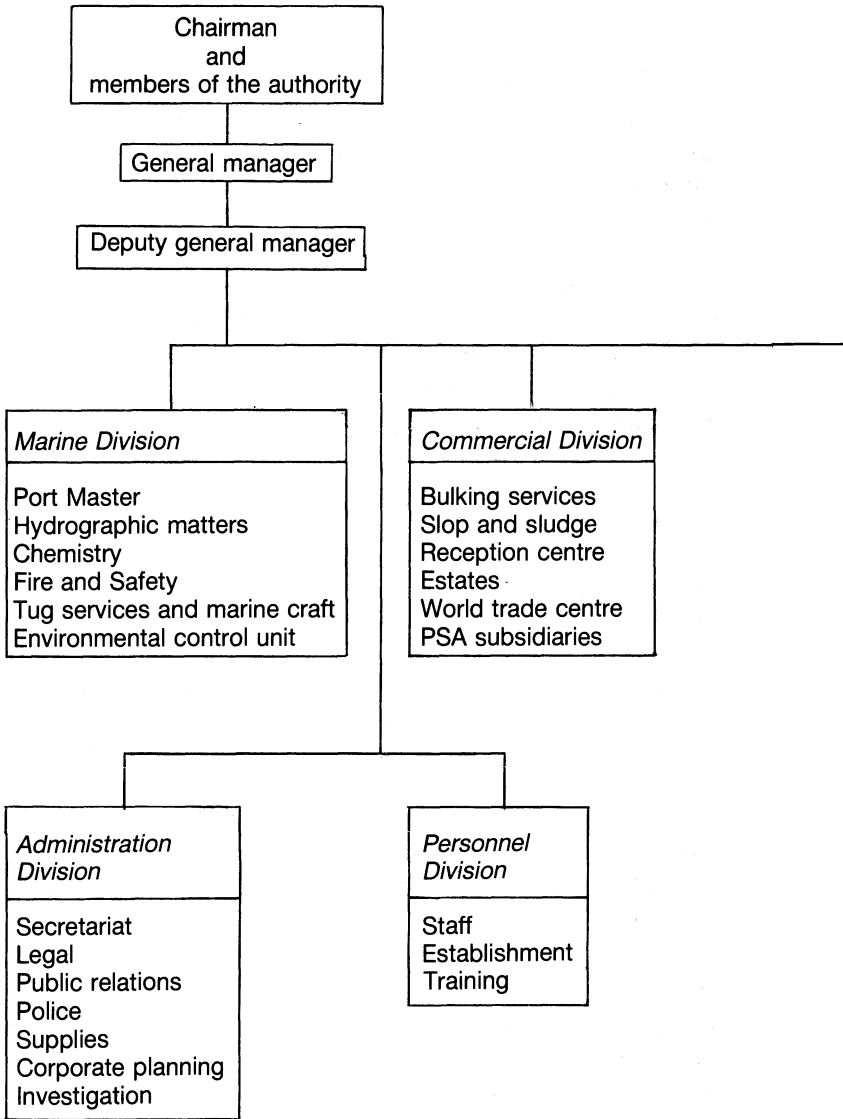 Chairman
and
members of the authority
General manager
Deputy general manager
Marine Division
Port Master
Hydrographic matters
Chemistry
Fire and Safety
Tug services and marine craft
Environmental control unit
Commercial Division
Bulking services
Slop and sludge
Reception centre
Estates
World trade centre
PSA subsidiaries
Administration
Division
Secretariat
Legal
Public relations
Police
Supplies
Corporate planning
Investigation
Personnel
Division
Staff
Establishment
Training